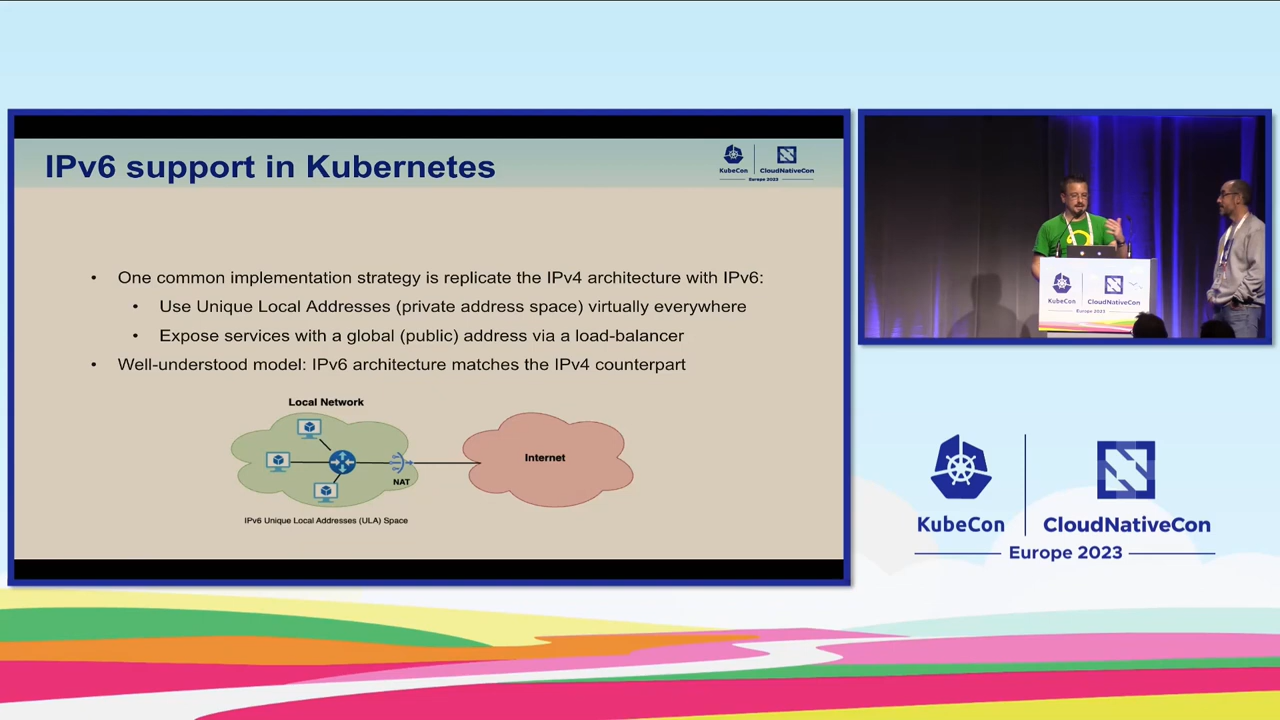 IPv6 support in Kubernetes
KubeCon
CloudNativeCon
Europe 2023
• One common implementation strategy is replicate the IPv4 architecture with IPv6:
• Use Unique Local Addresses (private address space) virtually everywhere
• Expose services with a global (public) address via a load-balancer
• Well-understood model: IPv6 architecture matches the IPv4 counterpart
Local Network
NAT
Internet
IPv6 Unique Local Addresses (ULA) Space
KubeCon
CloudNativeCon
Europe 2023
KubeCon
CloudNativeCon
Europe 2023